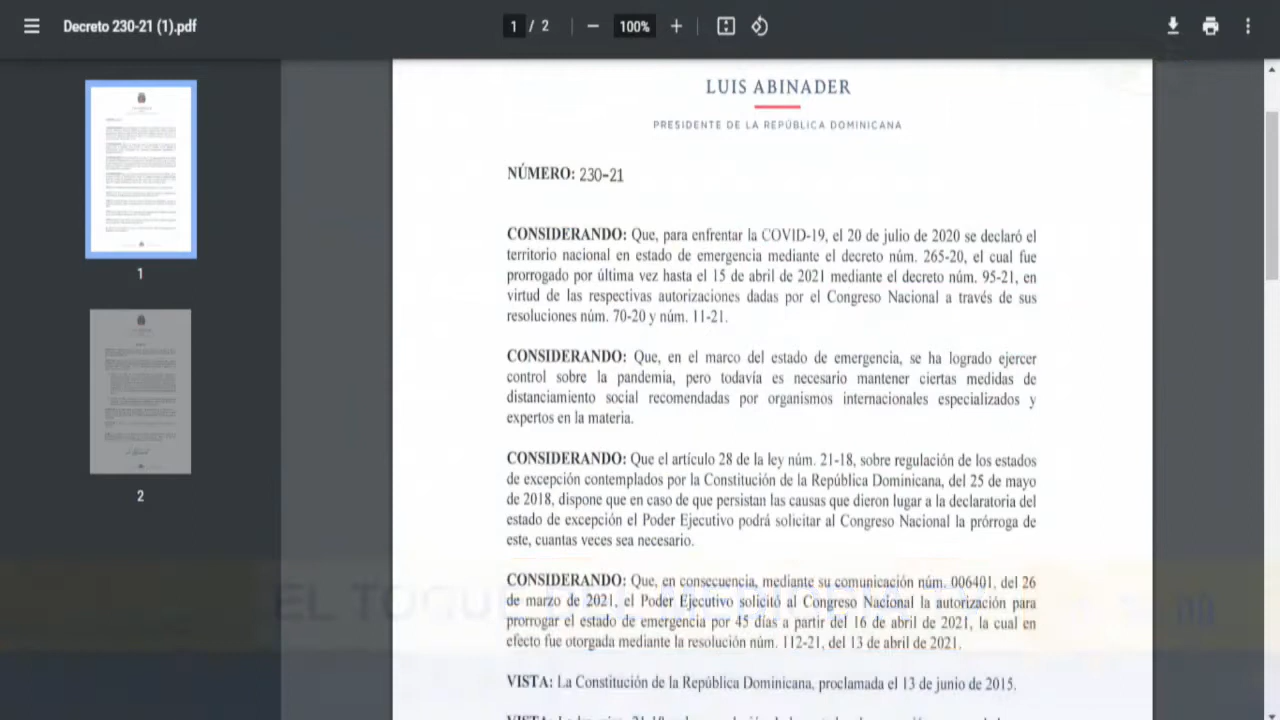 Decreto 230-21 (1).pdf
1 / 2
100%
LUIS ABINADER
PRESIDENTE DE LA REPÚBLICA DOMINICANA
NÚMERO: 230-21
CONSIDERANDO: Que, para enfrentar la COVID-19, el 20 de julio de 2020 se declaró el
territorio nacional en estado de emergencia mediante el decreto núm. 265-20, el cual fue
prorrogado por última vez hasta el 15 de abril de 2021 mediante el decreto núm. 95-21, en
virtud de las respectivas autorizaciones dadas por el Congreso Nacional a través de sus
resoluciones núm. 70-20 y núm. 11-21.
CONSIDERANDO: Que, en el marco del estado de emergencia, se ha logrado ejercer
control sobre la pandemia, pero todavía es necesario mantener ciertas medidas de
distanciamiento social recomendadas por organismos internacionales especializados y
expertos en la materia.
CONSIDERANDO: Que el artículo 28 de la ley núm. 21-18, sobre regulación de los estados
de excepción contemplados por la Constitución de la República Dominicana, del 25 de mayo
de 2018, dispone que en caso de que persistan las causas que dieron lugar a la declaratoria del
estado de excepción el Poder Ejecutivo podrá solicitar al Congreso Nacional la prórroga de
este, cuantas veces sea necesario.
CONSIDERANDO: Que, en consecuencia, mediante su comunicación núm. 006401, del 26
de marzo de 2021, el Poder Ejecutivo solicitó al Congreso Nacional la autorización para
prorrogar el estado de emergencia por 45 días a partir del 16 de abril de 2021, la cual en
efecto fue otorgada mediante la resolución núm. 112-21, del 13 de abril de 2021.
VISTA: La Constitución de la República Dominicana, proclamada el 13 de junio de 2015.
1
2
EL TOQUE